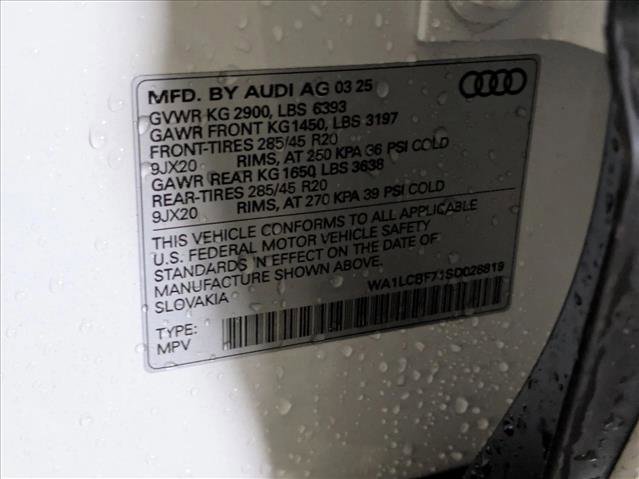 MFD. BY AUDI AG 03 25
GVWR KG 2900, LBS 6393
GAWR FRONT KG1450, LBS 3197
FRONT-TIRES 285/45 R20
9JX20 RIMS, AT 250 KPA 36 PSI COLD
GAWR REAR KG 1650 LBS 3638
REAR-TIRES 285/45 R20
9JX20 RIMS, AT 270 KPA 39 PSI COLD
THIS VEHICLE CONFORMS TO ALL APPLICABLE
U.S. FEDERAL MOTOR VEHICLE SAFETY
STANDARDS IN EFFECT ON THE DATE OF
MANUFACTURE SHOWN ABOVE.
SLOVAKIA
TYPE:
MPV